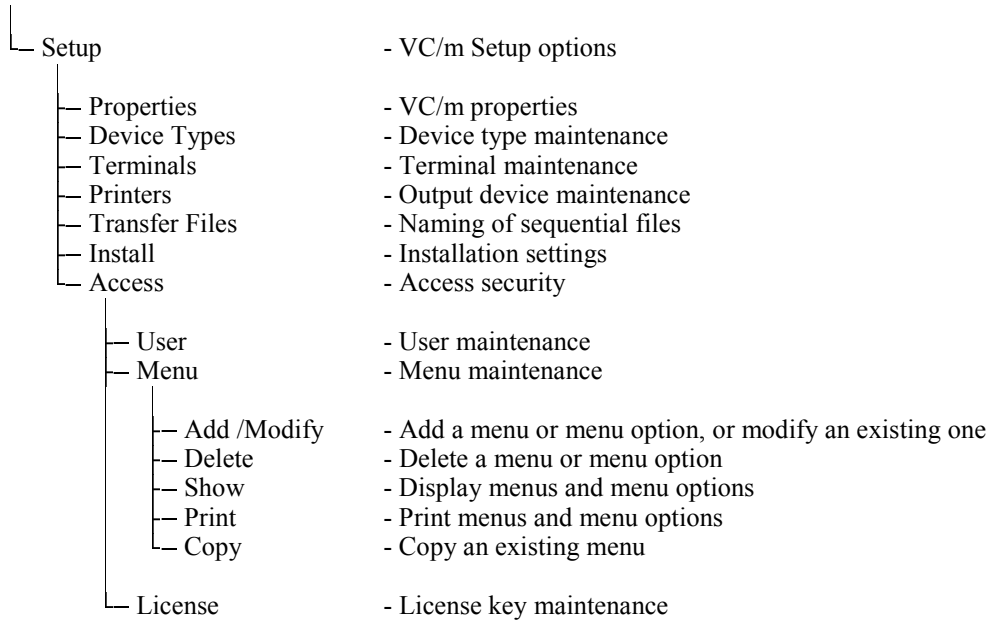 Setup - VC/m Setup options
Properties - VC/m properties
Device Types - Device type maintenance
Terminals - Terminal maintenance
Printers - Output device maintenance
Transfer Files - Naming of sequential files
Install - Installation settings
Access - Access security
User - User maintenance
Menu - Menu maintenance
Add /Modify - Add a menu or menu option, or modify an existing one
Delete - Delete a menu or menu option
Show - Display menus and menu options
Print - Print menus and menu options
Copy - Copy an existing menu
License - License key maintenance